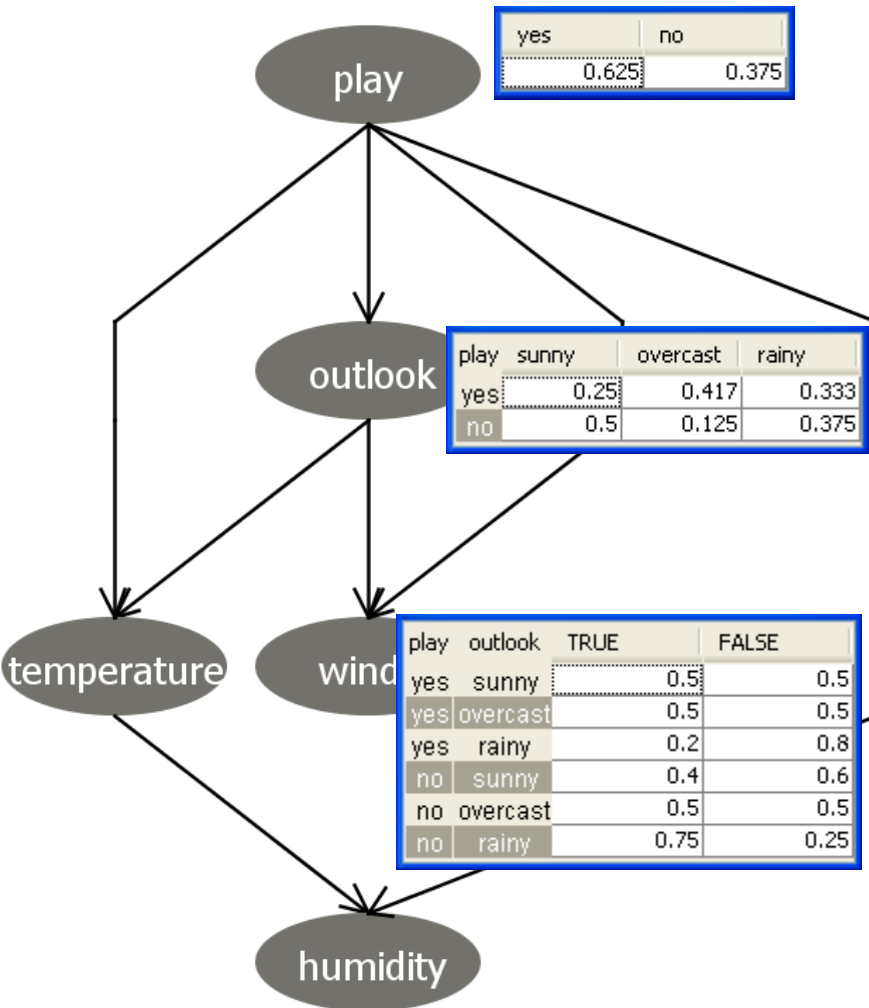 yes no
0.625 0.375
play
play sunny overcast rainy
yes 0.25 0.417 0.333
no 0.5 0.125 0.375
outlook
play outlook TRUE FALSE
yes sunny 0.5 0.5
yes overcast 0.5 0.5
yes rainy 0.2 0.8
no sunny 0.4 0.6
no overcast 0.5 0.5
no rainy 0.75 0.25
temperature
wind
humidity